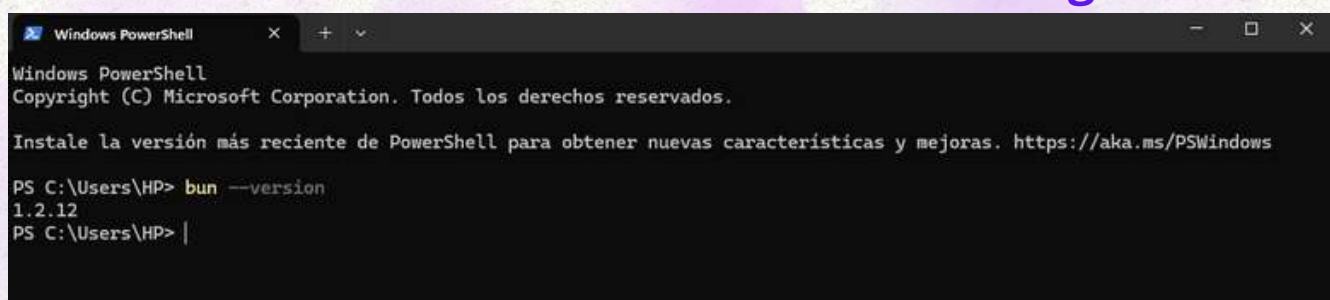 Windows PowerShell
Windows PowerShell
Copyright (C) Microsoft Corporation. Todos los derechos reservados.
Instale la versión más reciente de PowerShell para obtener nuevas características y mejoras. https://aka.ms/PSWindows
PS C:\Users\HP> bun --version
1.2.12
PS C:\Users\HP>